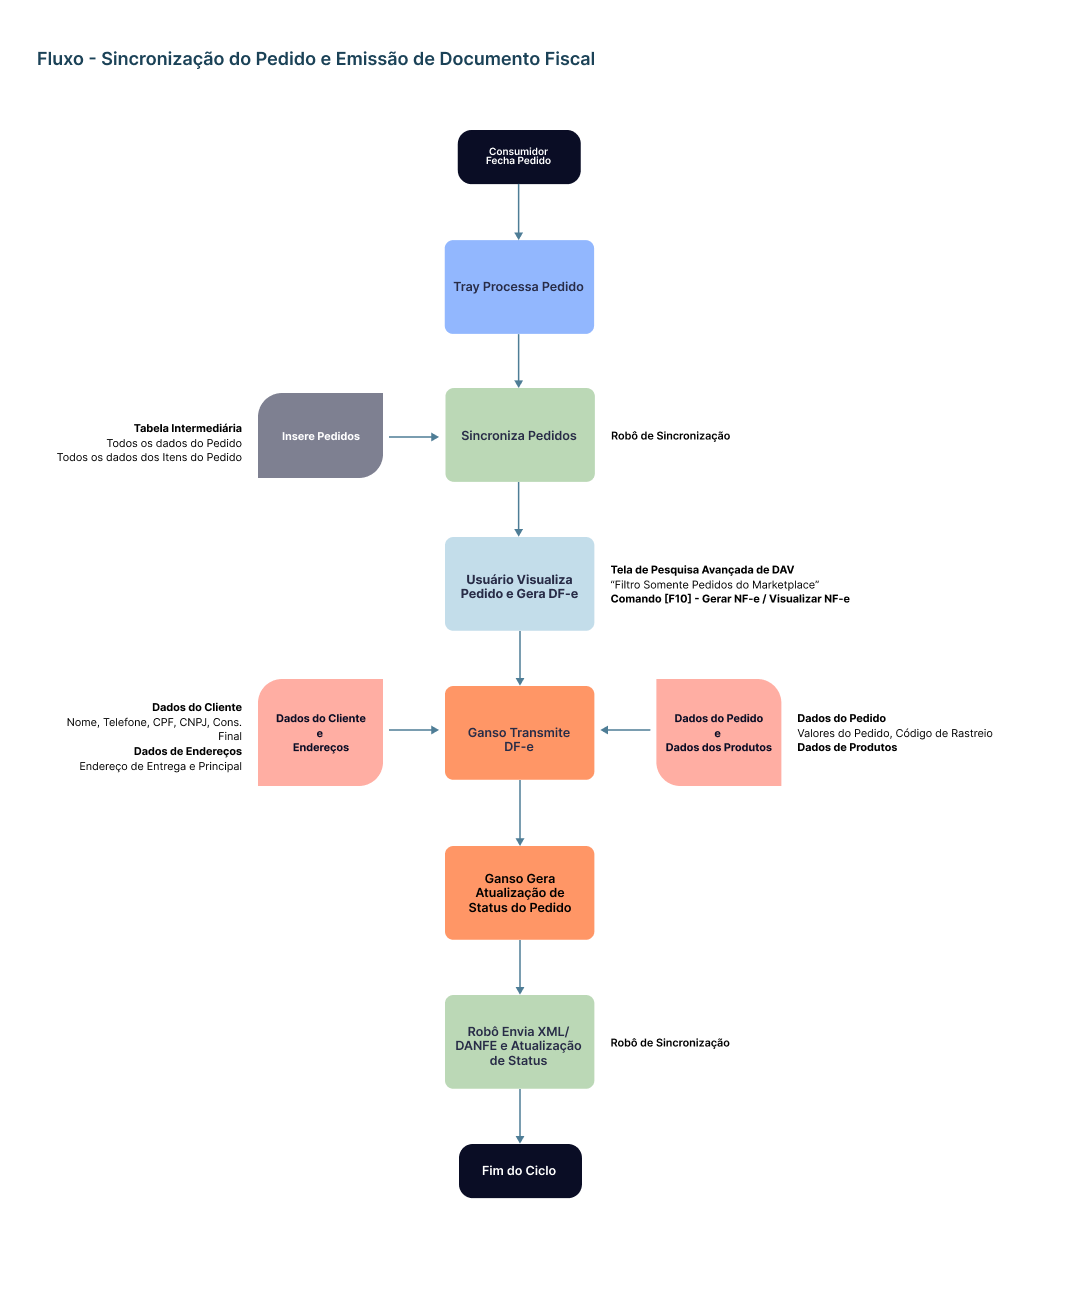 Fluxo - Sincronização do Pedido e Emissão de Documento Fiscal
Consumidor
Fecha Pedido
Tray Processa Pedido
Tabela Intermediária
Todos os dados do Pedido
Todos os dados dos Itens do Pedido
Insere Pedidos
Sincroniza Pedidos
Robô de Sincronização
Usuário Visualiza
Pedido e Gera DF-e
Tela de Pesquisa Avançada de DAV
“Filtro Somente Pedidos do Marketplace”
Comando [F10] - Gerar NF-e / Visualizar NF-e
Dados do Cliente
Nome, Telefone, CPF, CNPJ, Cons.
Final
Dados de Endereços
Endereço de Entrega e Principal
Dados do Cliente
e
Endereços
Ganso Transmite
DF-e
Dados do Pedido
e
Dados dos Produtos
Dados do Pedido
Valores do Pedido, Código de Rastreio
Dados de Produtos
Ganso Gera
Atualização de
Status do Pedido
Robô Envia XML/
DANFE e Atualização
de Status
Robô de Sincronização
Fim do Ciclo